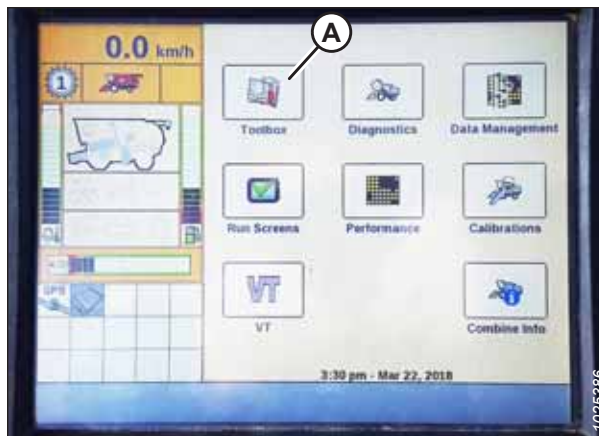 0.0 km/h
A
1
Toolbox
Diagnostics
Data Management
Run Screens
Performance
Calibrations
GPS
VT
VT
Combine Info
3:30 pm - Mar 22, 2018
1025286